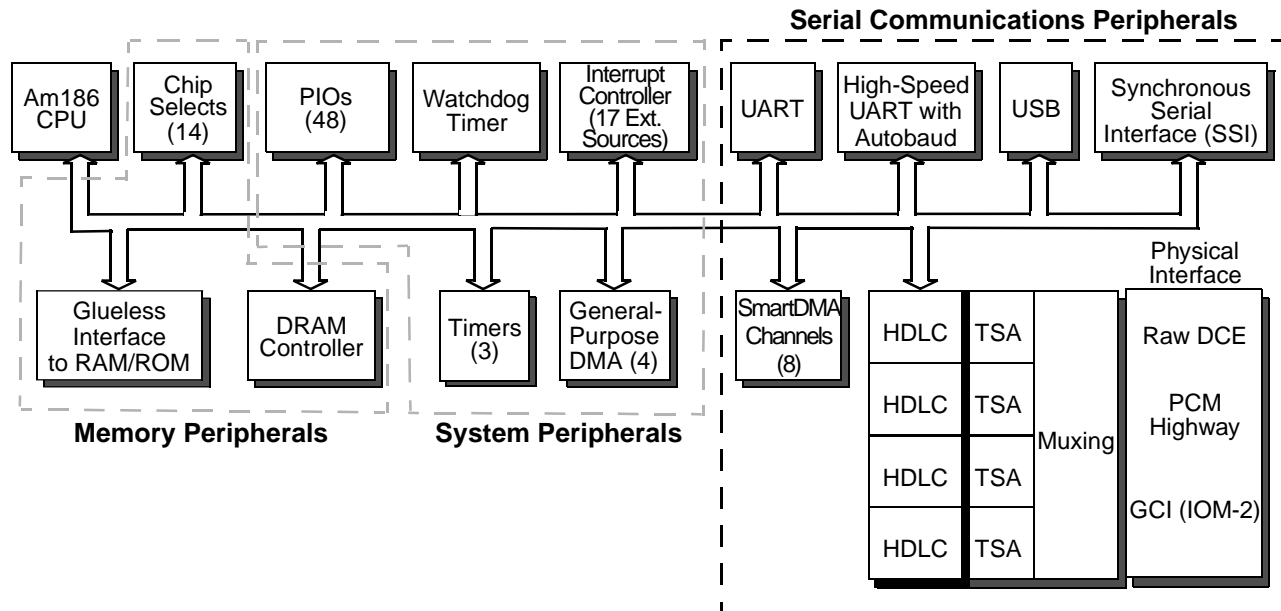 Serial Communications Peripherals
Am186
CPU
Chip
Selects
(14)
PIOs
(48)
Watchdog
Timer
Interrupt
Controller
(17 Ext.
Sources)
UART
High-Speed
UART with
Autobaud
USB
Synchronous
Serial
Interface (SSI)
Glueless
Interface
to RAM/ROM
DRAM
Controller
Timers
(3)
General-
Purpose
DMA (4)
SmartDMA
Channels
(8)
HDLC
TSA
HDLC
TSA
HDLC
TSA
HDLC
TSA
Muxing
Physical
Interface
Raw DCE
PCM
Highway
GCI (IOM-2)
Memory Peripherals
System Peripherals